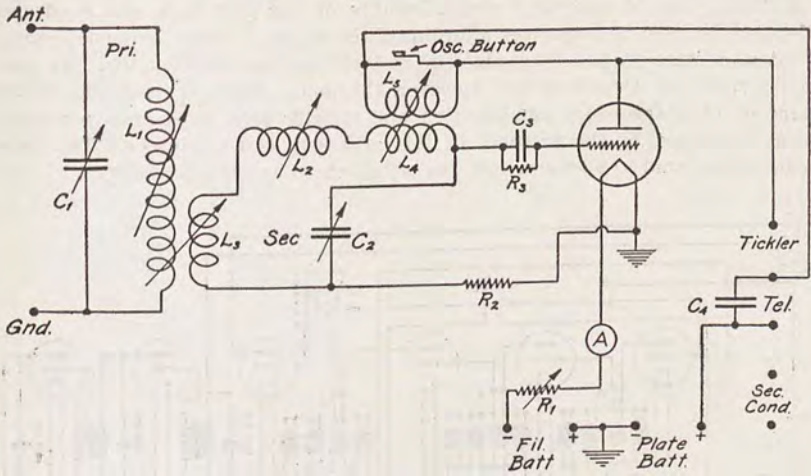 Ant.
Pri.
Osc. Button
L5
L1
L2
L4
C3
R3
C1
L3
Sec
C2
Tickler
R2
C4
Tel.
Gnd.
A
R1
Sec.
Cond.
- Fil. + - Plate +
Batt Batt.